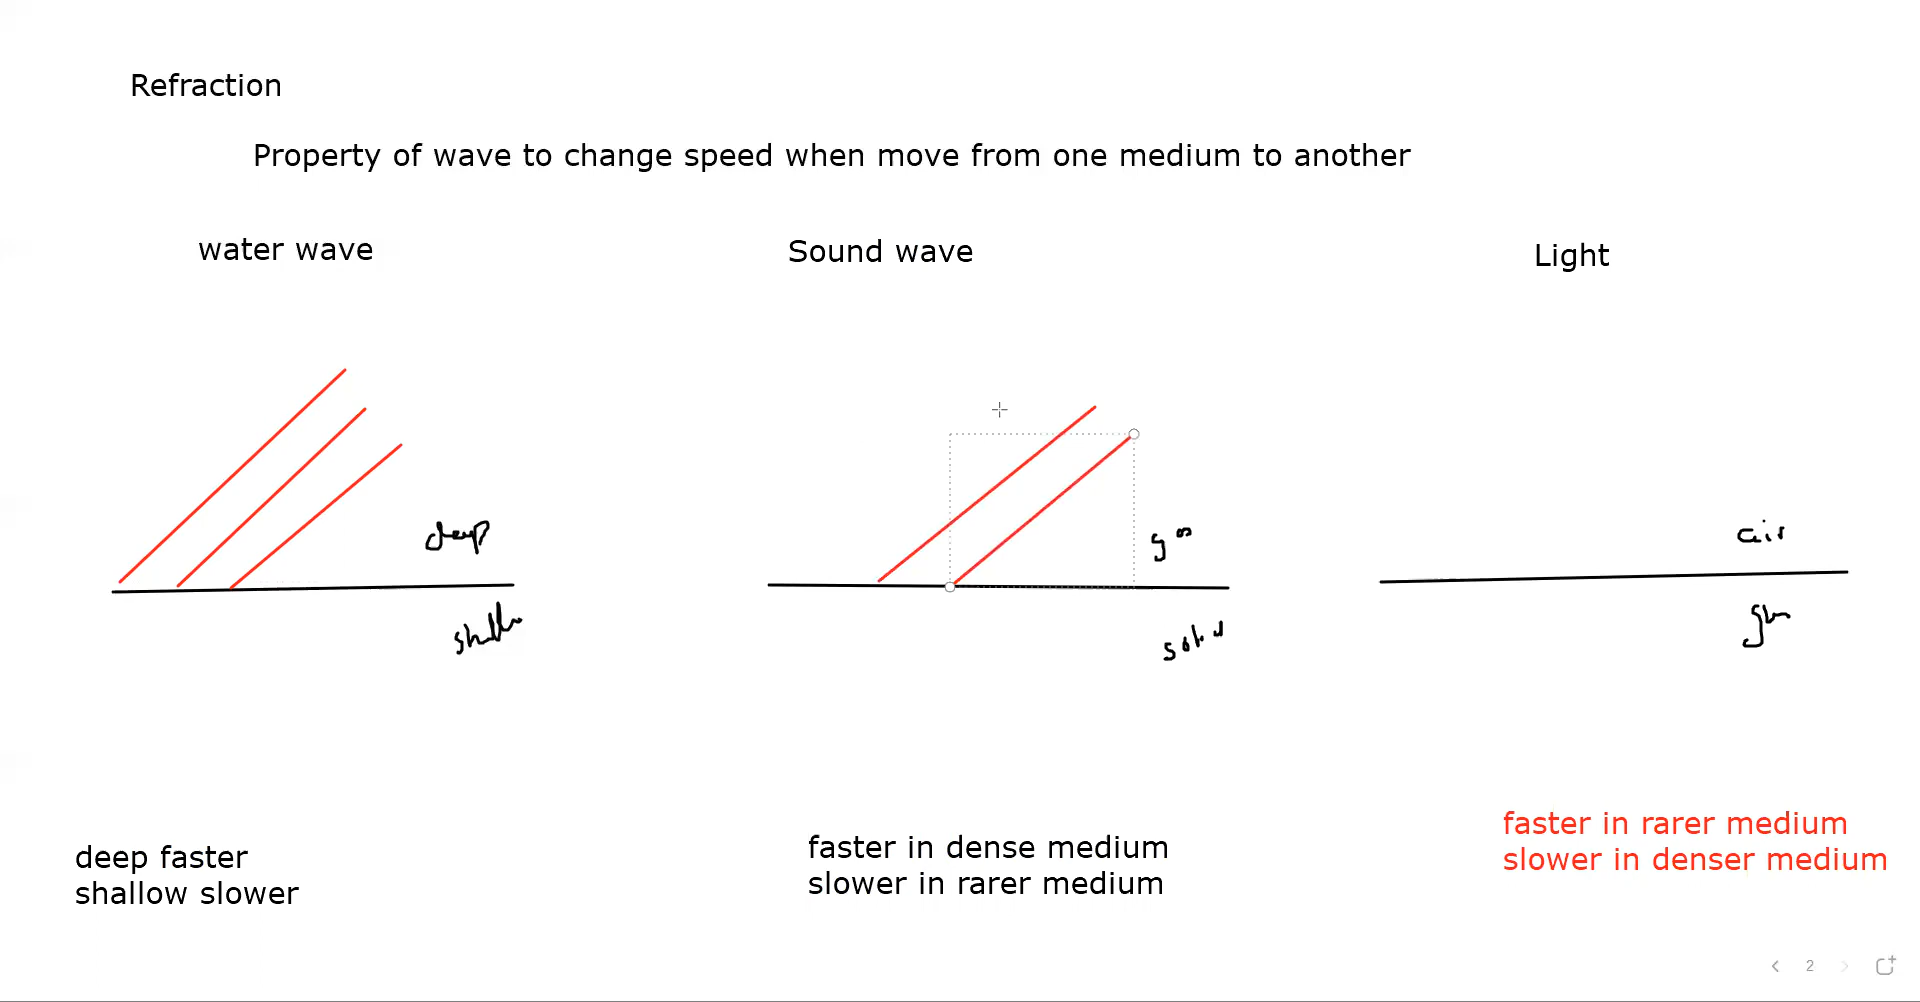 Refraction
Property of wave to change speed when move from one medium to another
water wave
Sound wave
Light
deep
gas
air
solid
deep faster
shallow slower
faster in dense medium
slower in rarer medium
faster in rarer medium
slower in denser medium
2